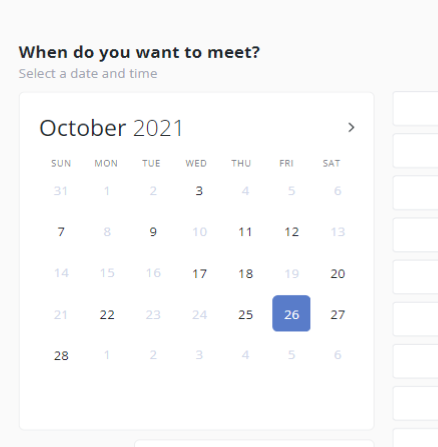 When do you want to meet?
Select a date and time
October 2021
SUN MON TUE WED THU FRI SAT
31 1 2 3 4 5 6
7 8 9 10 11 12 13
14 15 16 17 18 19 20
21 22 23 24 25 26 27
28 1 2 3 4 5 6